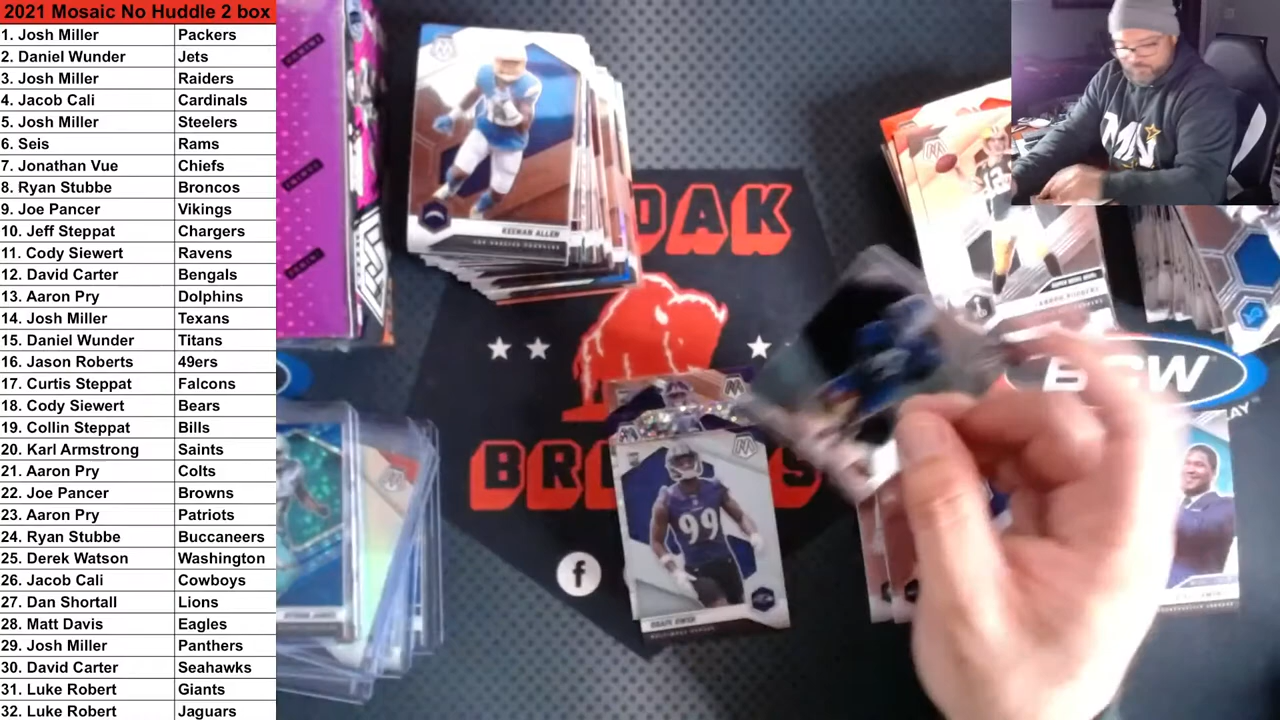 2021 Mosaic No Huddle 2 box
1. Josh Miller Packers
2. Daniel Wunder Jets
3. Josh Miller Raiders
4. Jacob Cali Cardinals
5. Josh Miller Steelers
6. Seis Rams
7. Jonathan Vue Chiefs
8. Ryan Stubbe Broncos
9. Joe Pancer Vikings
10. Jeff Steppat Chargers
11. Cody Siewert Ravens
12. David Carter Bengals
13. Aaron Pry Dolphins
14. Josh Miller Texans
15. Daniel Wunder Titans
16. Jason Roberts 49ers
17. Curtis Steppat Falcons
18. Cody Siewert Bears
19. Collin Steppat Bills
20. Karl Armstrong Saints
21. Aaron Pry Colts
22. Joe Pancer Browns
23. Aaron Pry Patriots
24. Ryan Stubbe Buccaneers
25. Derek Watson Washington
26. Jacob Cali Cowboys
27. Dan Shortall Lions
28. Matt Davis Eagles
29. Josh Miller Panthers
30. David Carter Seahawks
31. Luke Robert Giants
32. Luke Robert Jaguars
KEENAN ALLEN
LOS ANGELES CHARGERS
99
BALTIMORE RAVENS
f